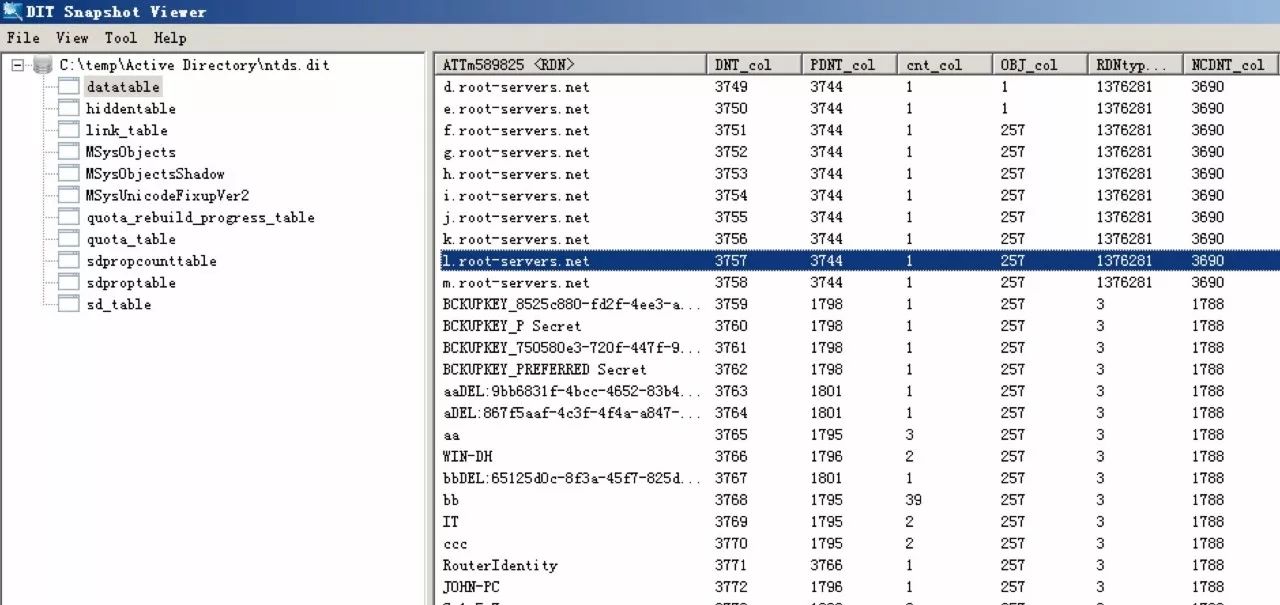 DIT Snapshot Viewer
File View Tool Help
C:\temp\Active Directory\ntds.dit
datatable
hiddentable
link_table
MSysObjects
MSysObjectsShadow
MSysUnicodeFixupVer2
quota_rebuild_progress_table
quota_table
sdpropcounttable
sdproptable
sd_table
ATTm589825 <RDN> DNT_col PDNT_col cnt_col OBJ_col RDNtyp... NCDNT_col
d.root-servers.net 3749 3744 1 1 1376281 3690
e.root-servers.net 3750 3744 1 1 1376281 3690
f.root-servers.net 3751 3744 1 257 1376281 3690
g.root-servers.net 3752 3744 1 257 1376281 3690
h.root-servers.net 3753 3744 1 257 1376281 3690
i.root-servers.net 3754 3744 1 257 1376281 3690
j.root-servers.net 3755 3744 1 257 1376281 3690
k.root-servers.net 3756 3744 1 257 1376281 3690
l.root-servers.net 3757 3744 1 257 1376281 3690
m.root-servers.net 3758 3744 1 257 1376281 3690
BCKUPKEY_8525c880-fd2f-4ee3-a... 3759 1798 1 257 3 1788
BCKUPKEY_P Secret 3760 1798 1 257 3 1788
BCKUPKEY_750580e3-720f-447f-9... 3761 1798 1 257 3 1788
BCKUPKEY_PREFERRED Secret 3762 1798 1 257 3 1788
aaDEL:9bb6831f-4bcc-4652-83b4... 3763 1801 1 257 3 1788
aDEL:867f5aaf-4c3f-4f4a-a847-... 3764 1801 1 257 3 1788
aa 3765 1795 3 257 3 1788
WIN-DH 3766 1796 2 257 3 1788
bbDEL:65125d0c-8f3a-45f7-825d... 3767 1801 1 257 3 1788
bb 3768 1795 39 257 3 1788
IT 3769 1795 2 257 3 1788
ccc 3770 1795 2 257 3 1788
RouterIdentity 3771 3766 1 257 3 1788
JOHN-PC 3772 1796 1 257 3 1788